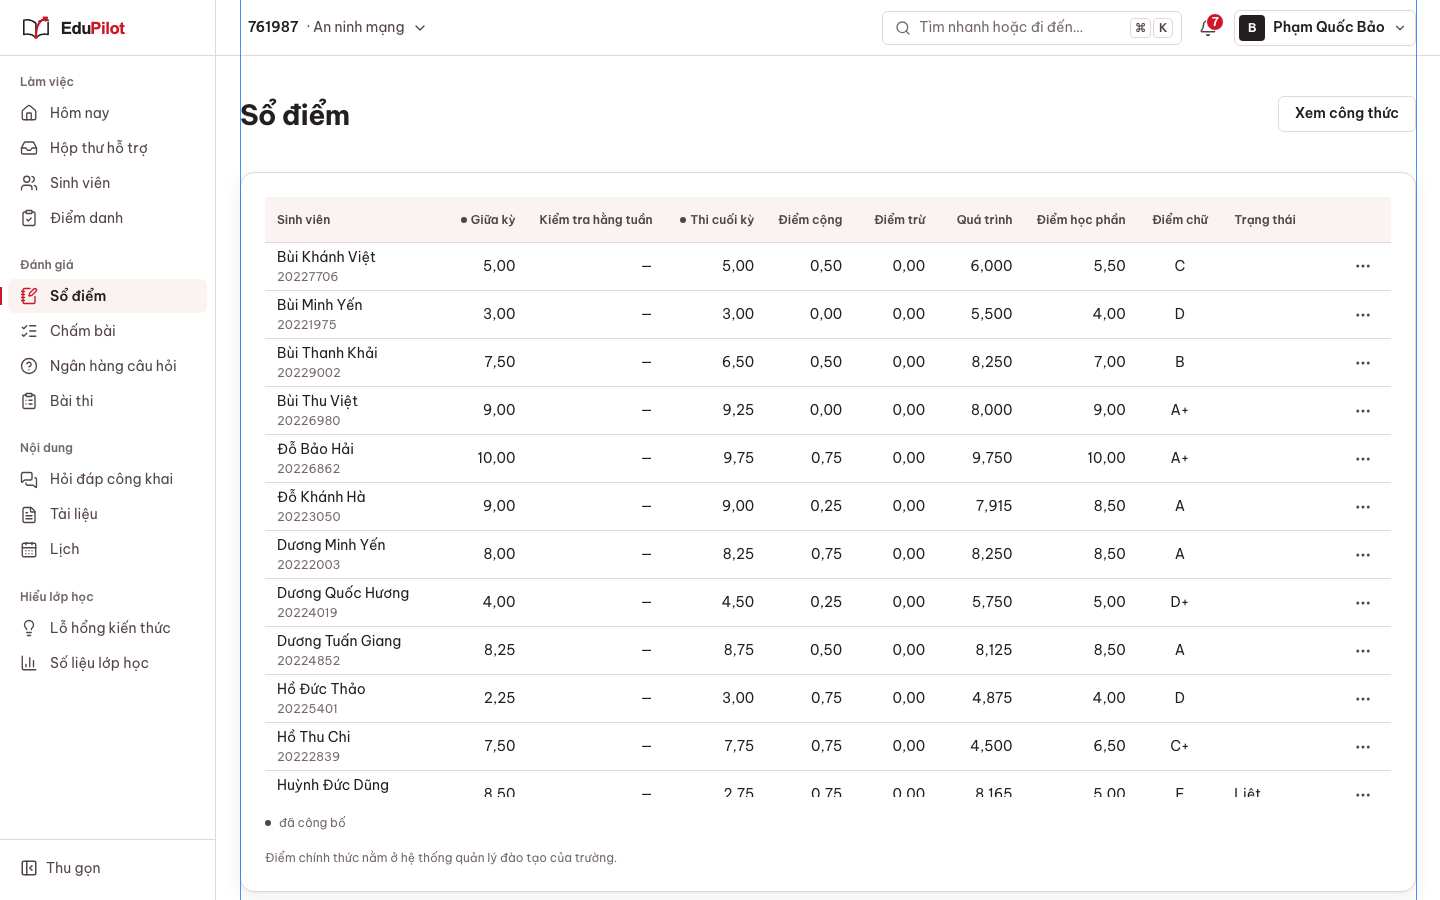 EduPilot
761987 · An ninh mạng
Tìm nhanh hoặc đi đến...
⌘ K
7
B Phạm Quốc Bảo
Làm việc
Hôm nay
Hộp thư hỗ trợ
Sinh viên
Điểm danh
Đánh giá
Sổ điểm
Chấm bài
Ngân hàng câu hỏi
Bài thi
Nội dung
Hỏi đáp công khai
Tài liệu
Lịch
Hiểu lớp học
Lỗ hổng kiến thức
Số liệu lớp học
Thu gọn
Sổ điểm
Xem công thức
Sinh viên • Giữa kỳ Kiểm tra hằng tuần • Thi cuối kỳ Điểm cộng Điểm trừ Quá trình Điểm học phần Điểm chữ Trạng thái
Bùi Khánh Việt
20227706
5,00 — 5,00 0,50 0,00 6,000 5,50 C
Bùi Minh Yến
20221975
3,00 — 3,00 0,00 0,00 5,500 4,00 D
Bùi Thanh Khải
20229002
7,50 — 6,50 0,50 0,00 8,250 7,00 B
Bùi Thu Việt
20226980
9,00 — 9,25 0,00 0,00 8,000 9,00 A+
Đỗ Bảo Hải
20226862
10,00 — 9,75 0,75 0,00 9,750 10,00 A+
Đỗ Khánh Hà
20223050
9,00 — 9,00 0,25 0,00 7,915 8,50 A
Dương Minh Yến
20222003
8,00 — 8,25 0,75 0,00 8,250 8,50 A
Dương Quốc Hương
20224019
4,00 — 4,50 0,25 0,00 5,750 5,00 D+
Dương Tuấn Giang
20224852
8,25 — 8,75 0,50 0,00 8,125 8,50 A
Hồ Đức Thảo
20225401
2,25 — 3,00 0,75 0,00 4,875 4,00 D
Hồ Thu Chi
20222839
7,50 — 7,75 0,75 0,00 4,500 6,50 C+
Huỳnh Đức Dũng
8,50 — 2,75 0,75 0,00 8,165 5,00 F Liệt
• đã công bố
Điểm chính thức nằm ở hệ thống quản lý đào tạo của trường.